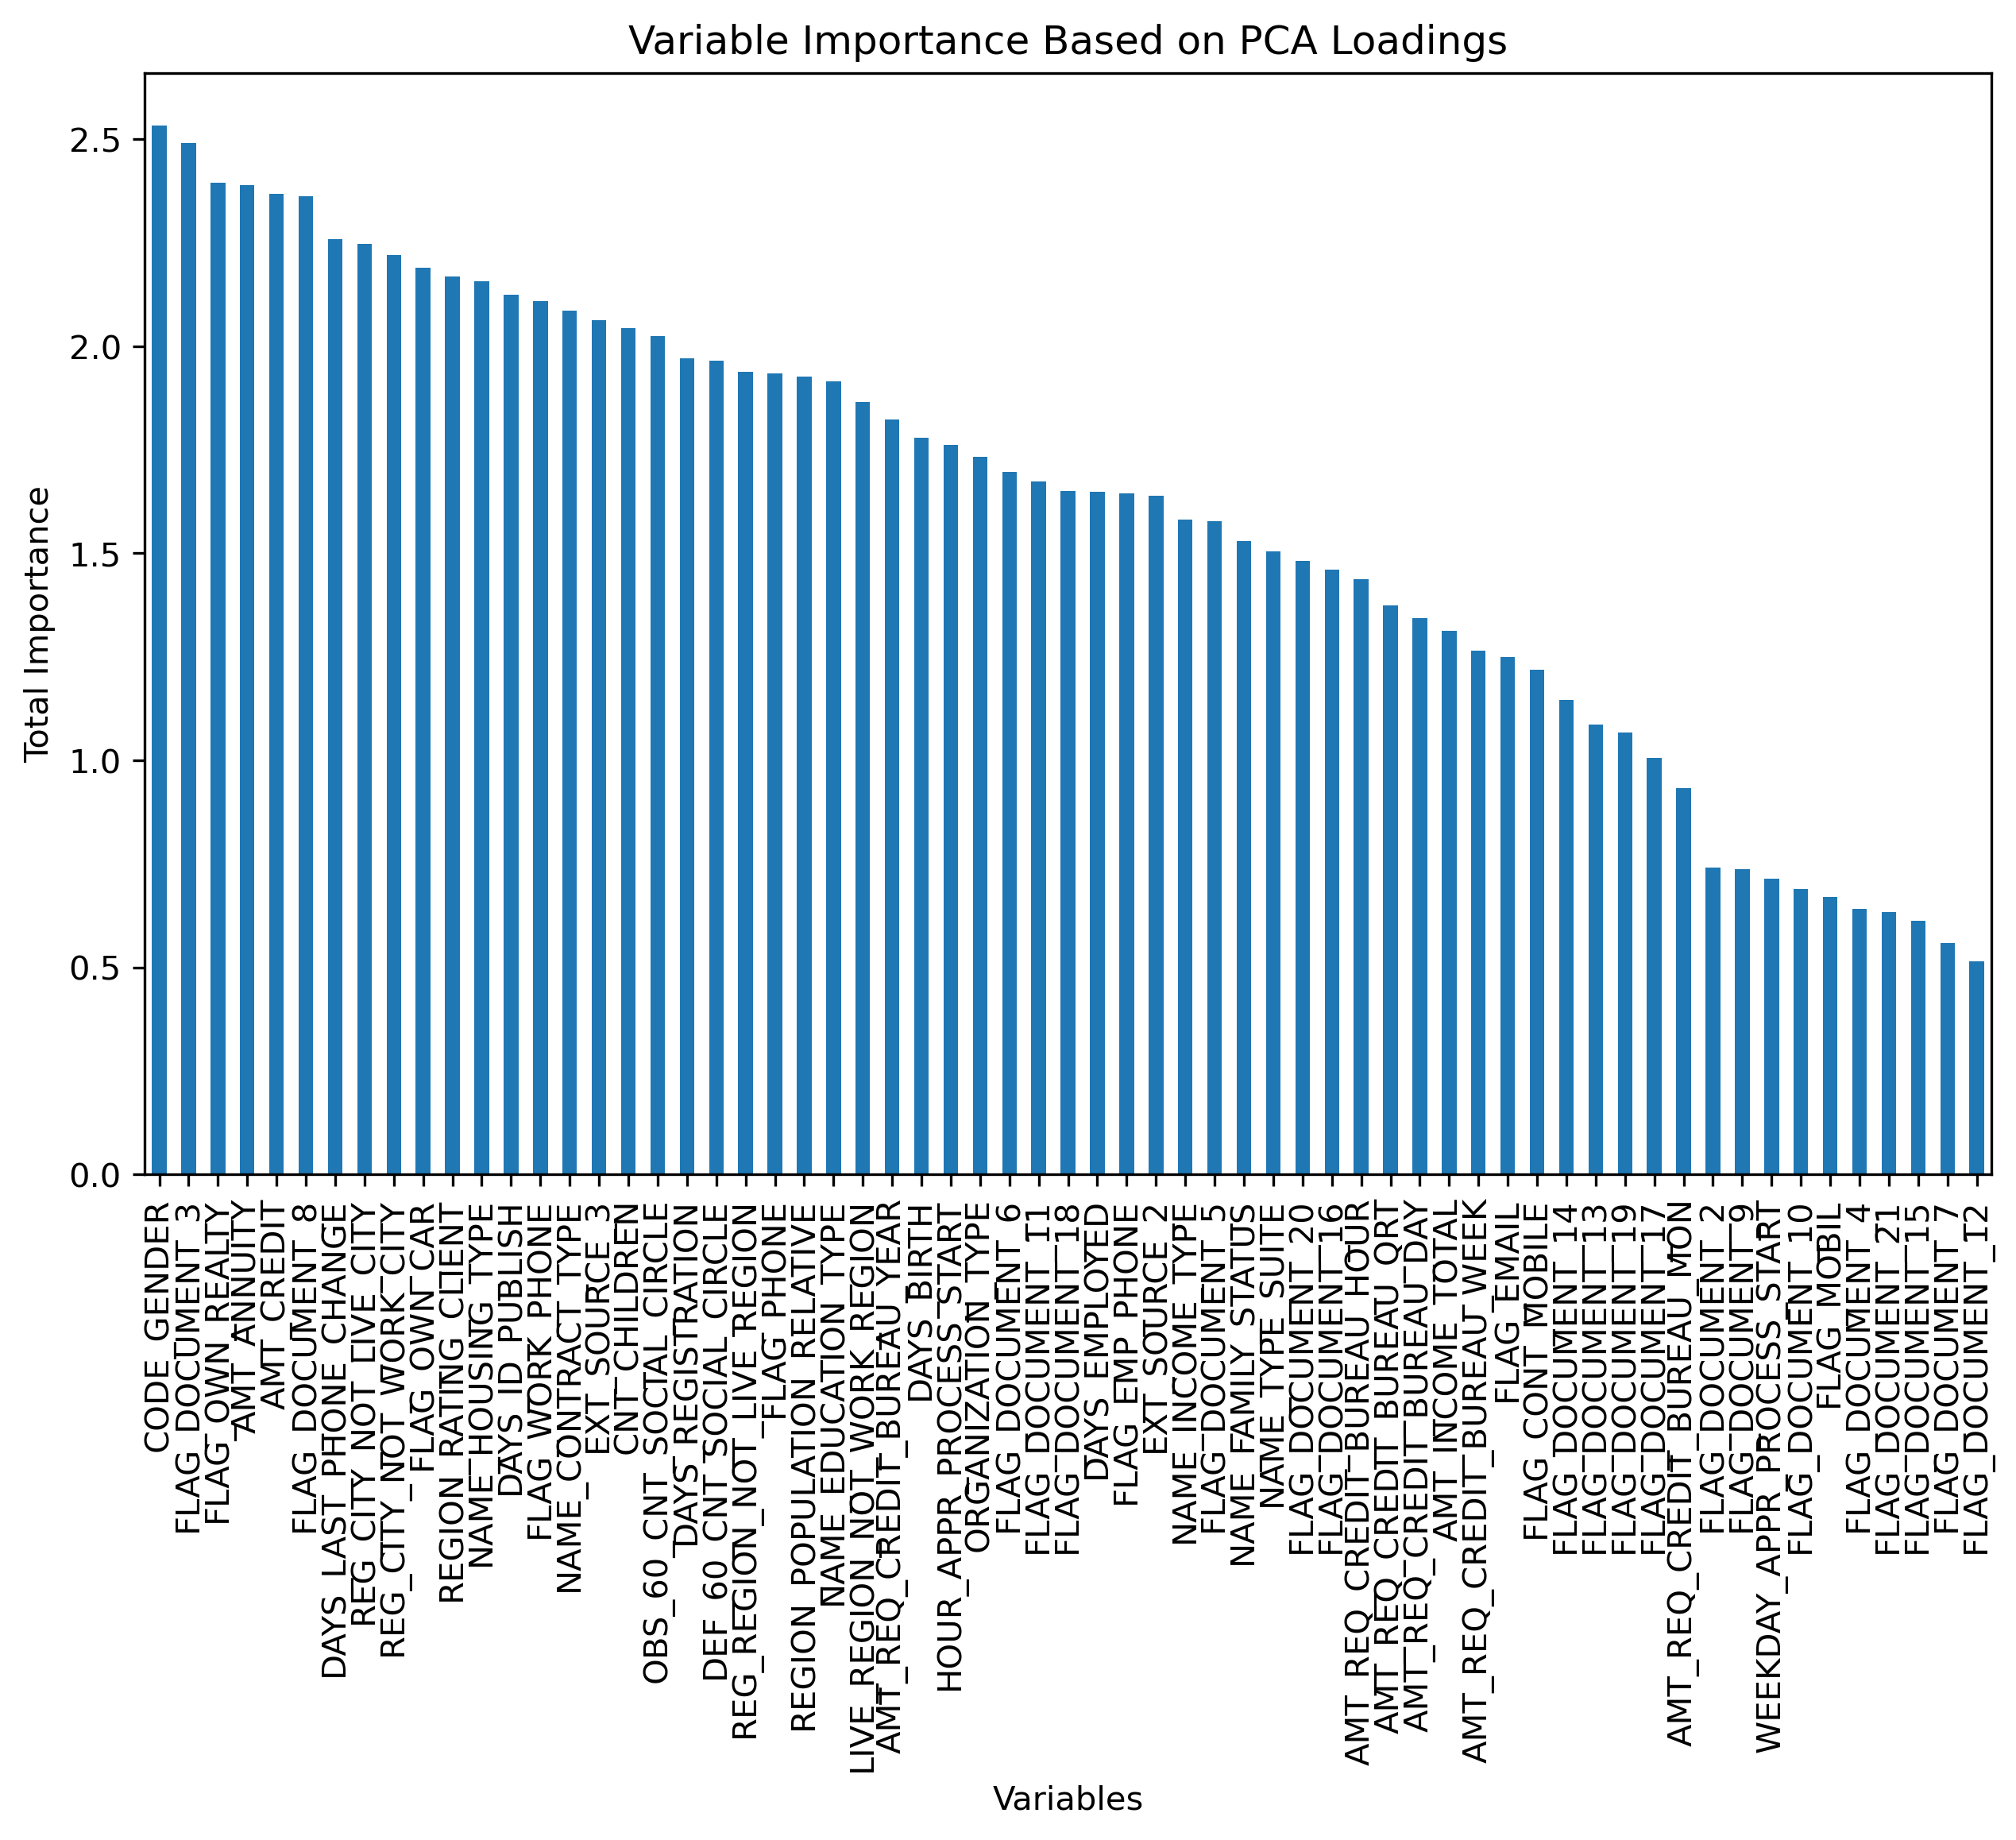 Variable Importance Based on PCA Loadings
Total Importance
2.5
2.0
1.5
1.0
0.5
0.0
CODE_GENDER
FLAG_DOCUMENT_3
FLAG_OWN_REALTY
AMT_ANNUITY
AMT_CREDIT
FLAG_DOCUMENT_8
DAYS_LAST_PHONE_CHANGE
REG_CITY_NOT_LIVE_CITY
REG_CITY_NOT_WORK_CITY
FLAG_OWN_CAR
REGION_RATING_CLIENT
NAME_HOUSING_TYPE
DAYS_ID_PUBLISH
FLAG_WORK_PHONE
NAME_CONTRACT_TYPE
EXT_SOURCE_3
CNT_CHILDREN
OBS_60_CNT_SOCIAL_CIRCLE
DAYS_REGISTRATION
DEF_60_CNT_SOCIAL_CIRCLE
REG_REGION_NOT_LIVE_REGION
FLAG_PHONE
REGION_POPULATION_RELATIVE
NAME_EDUCATION_TYPE
LIVE_REGION_NOT_WORK_REGION
AMT_REQ_CREDIT_BUREAU_YEAR
DAYS_BIRTH
HOUR_APPR_PROCESS_START
ORGANIZATION_TYPE
FLAG_DOCUMENT_6
FLAG_DOCUMENT_11
FLAG_DOCUMENT_18
DAYS_EMPLOYED
FLAG_EMP_PHONE
EXT_SOURCE_2
NAME_INCOME_TYPE
FLAG_DOCUMENT_5
NAME_FAMILY_STATUS
NAME_TYPE_SUITE
FLAG_DOCUMENT_20
FLAG_DOCUMENT_16
AMT_REQ_CREDIT_BUREAU_HOUR
AMT_REQ_CREDIT_BUREAU_QRT
AMT_REQ_CREDIT_BUREAU_DAY
AMT_INCOME_TOTAL
AMT_REQ_CREDIT_BUREAU_WEEK
FLAG_EMAIL
FLAG_CONT_MOBILE
FLAG_DOCUMENT_14
FLAG_DOCUMENT_13
FLAG_DOCUMENT_19
FLAG_DOCUMENT_17
AMT_REQ_CREDIT_BUREAU_MON
FLAG_DOCUMENT_2
FLAG_DOCUMENT_9
WEEKDAY_APPR_PROCESS_START
FLAG_DOCUMENT_10
FLAG_MOBIL
FLAG_DOCUMENT_4
FLAG_DOCUMENT_21
FLAG_DOCUMENT_15
FLAG_DOCUMENT_7
FLAG_DOCUMENT_12
Variables